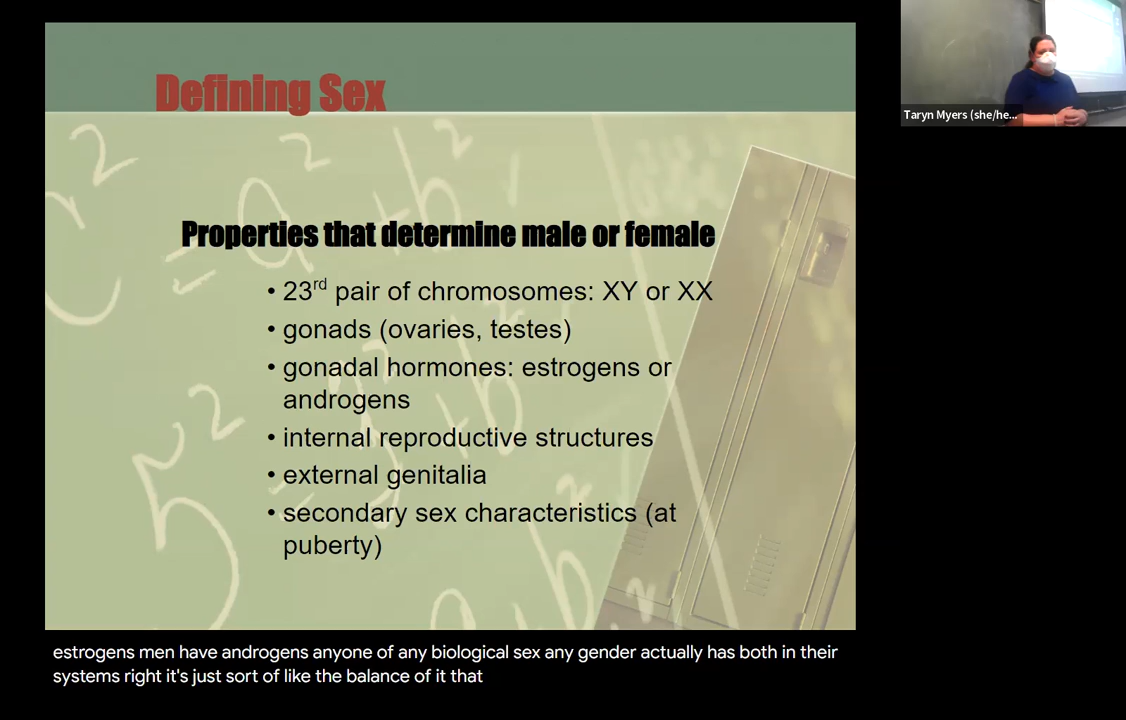 Defining Sex
Taryn Myers (she/he...
Properties that determine male or female
• 23rd pair of chromosomes: XY or XX
• gonads (ovaries, testes)
• gonadal hormones: estrogens or
androgens
• internal reproductive structures
• external genitalia
• secondary sex characteristics (at
puberty)
estrogens men have androgens anyone of any biological sex any gender actually has both in their
systems right it's just sort of like the balance of it that